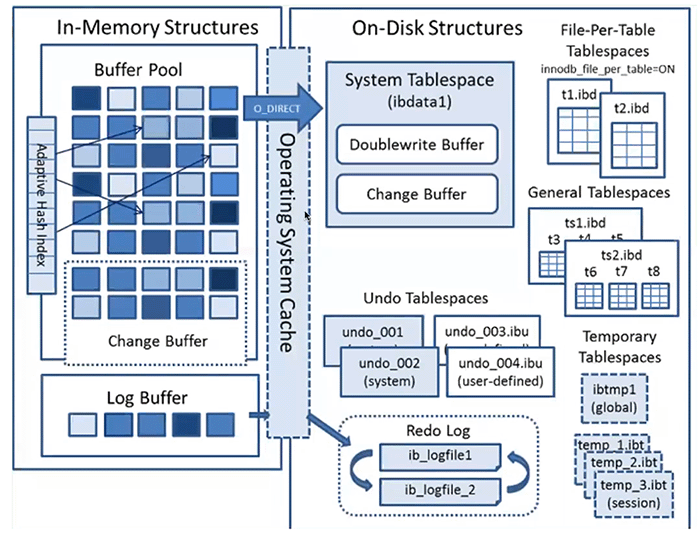 In-Memory Structures
Buffer Pool
Adaptive Hash Index
Change Buffer
Log Buffer
O_DIRECT
Operating System Cache
On-Disk Structures
System Tablespace
(ibdata1)
Doublewrite Buffer
Change Buffer
File-Per-Table
Tablespaces
innodb_file_per_table=ON
t1.ibd
t2.ibd
General Tablespaces
ts1.ibd
t3 t4 t5
ts2.ibd
t6 t7 t8
Undo Tablespaces
undo_001
undo_002
(system)
undo_003.ibu
undo_004.ibu
(user-defined)
Temporary
Tablespaces
ibtmp1
(global)
temp_1.ibt
temp_2.ibt
temp_3.ibt
(session)
Redo Log
ib_logfile1
ib_logfile_2